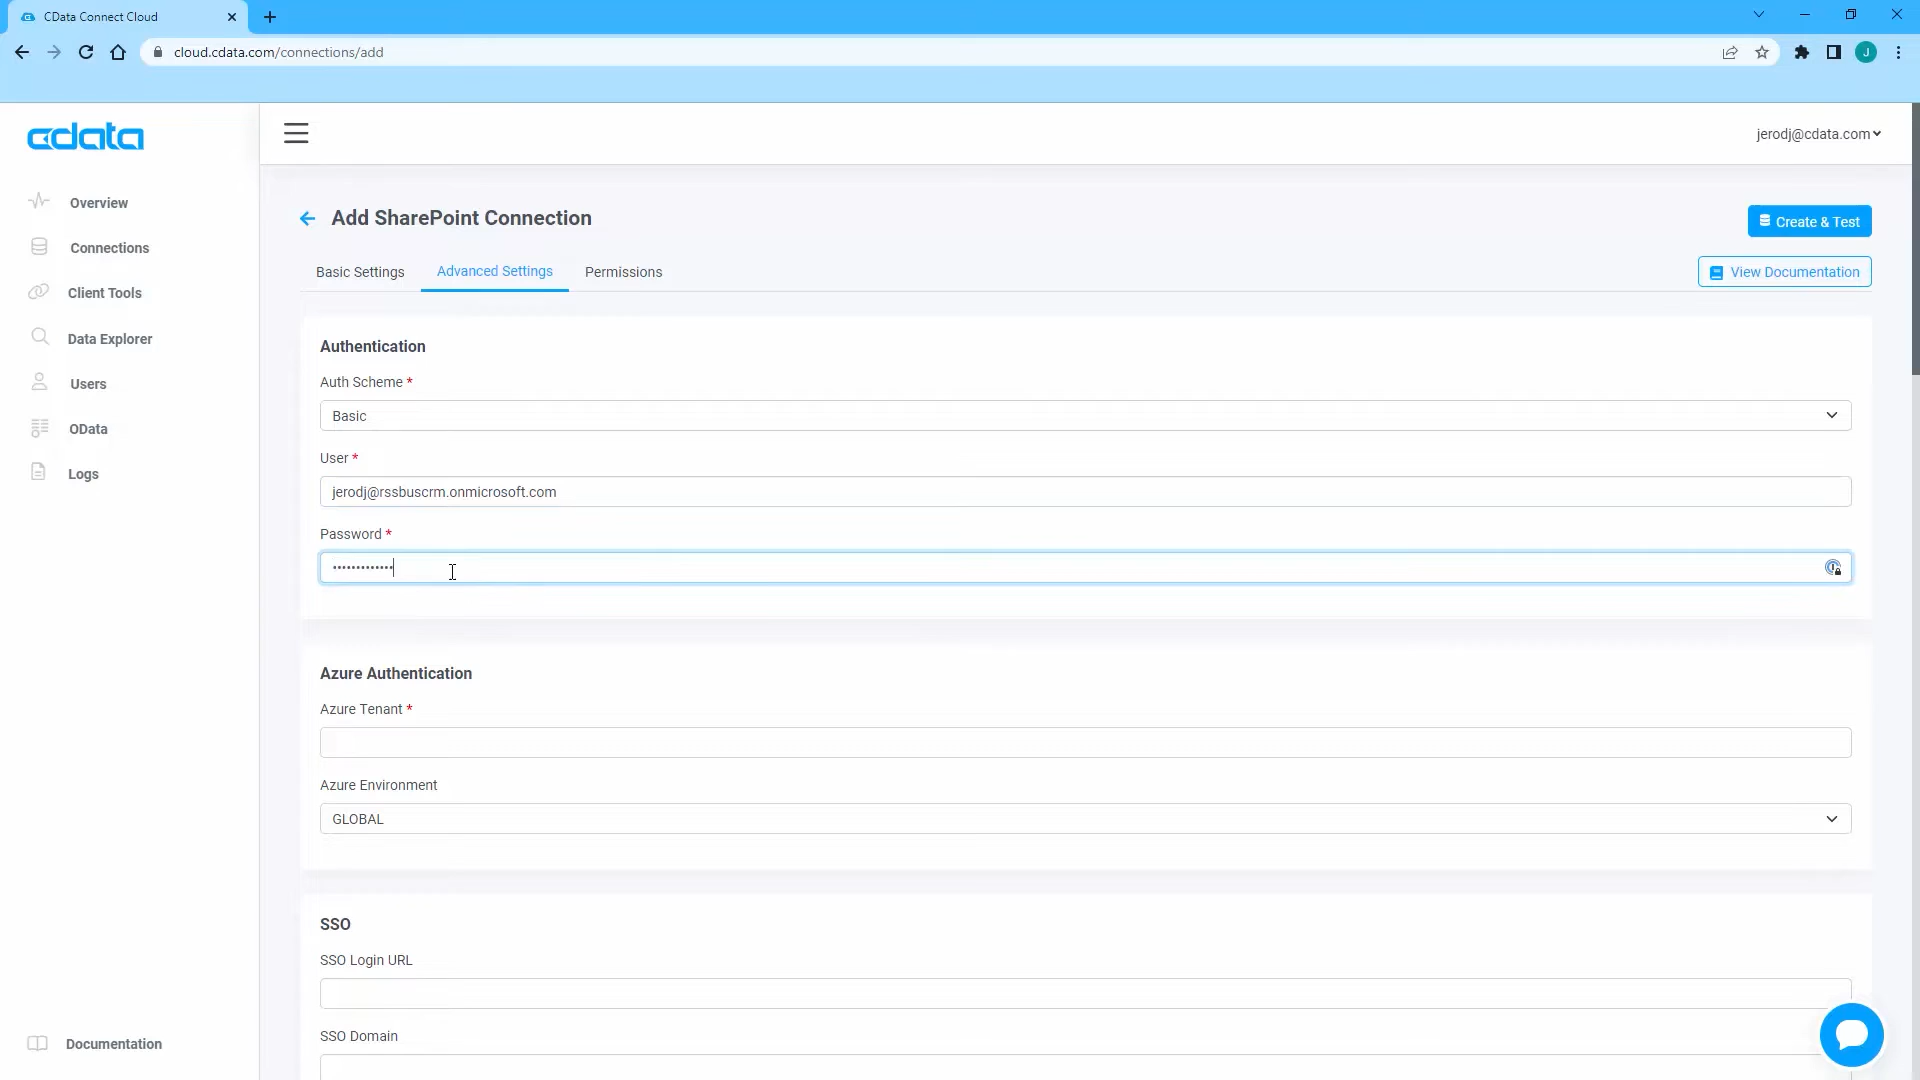 CData Connect Cloud
cloud.cdata.com/connections/add
J
cdata
jerodj@cdata.com
Overview
Connections
Client Tools
Data Explorer
Users
OData
Logs
Documentation
Add SharePoint Connection
Create & Test
Basic Settings
Advanced Settings
Permissions
View Documentation
Authentication
Auth Scheme *
Basic
User *
jerodj@rssbuscrm.onmicrosoft.com
Password *
•••••••••••••
Azure Authentication
Azure Tenant *
Azure Environment
GLOBAL
SSO
SSO Login URL
SSO Domain